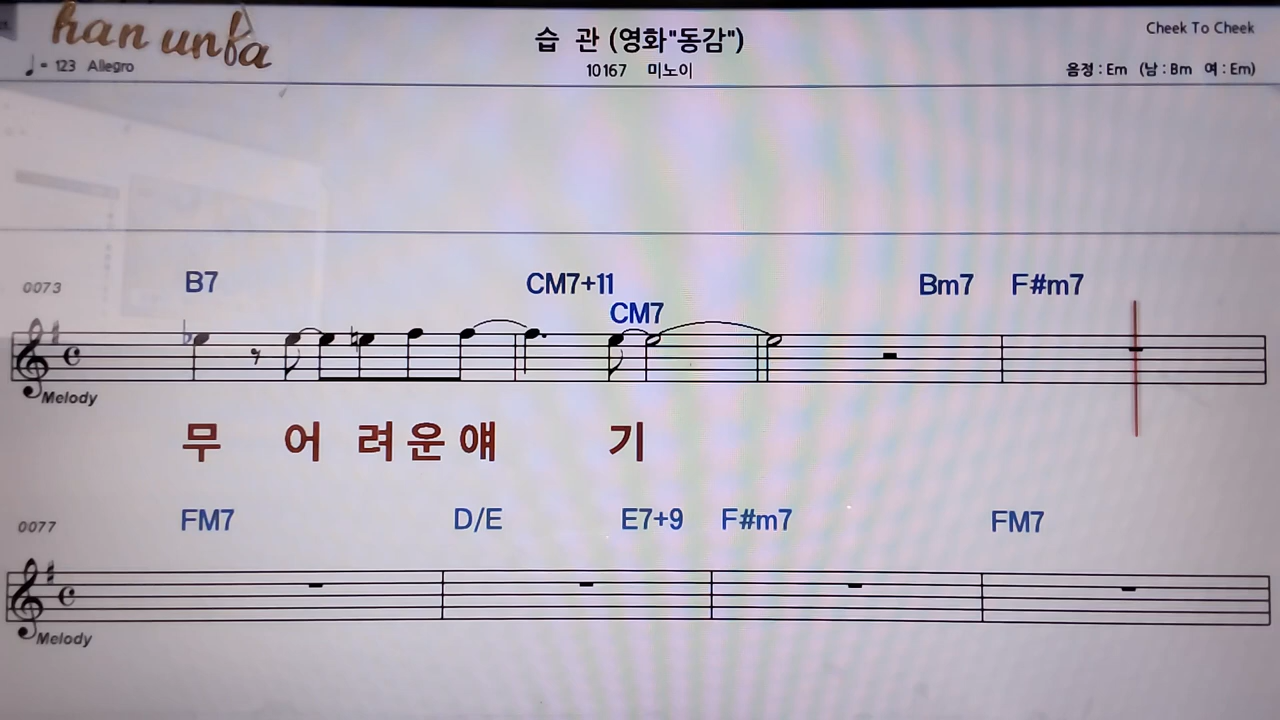 han unba
습 관 (영화"동감")
Cheek To Cheek
♩= 123 Allegro
10167 미노이
음정 : Em (남 : Bm 여 : Em)
0073
B7 CM7+11 Bm7 F#m7
CM7
Melody
무 어 려 운 얘 기
0077
FM7 D/E E7+9 F#m7 FM7
Melody